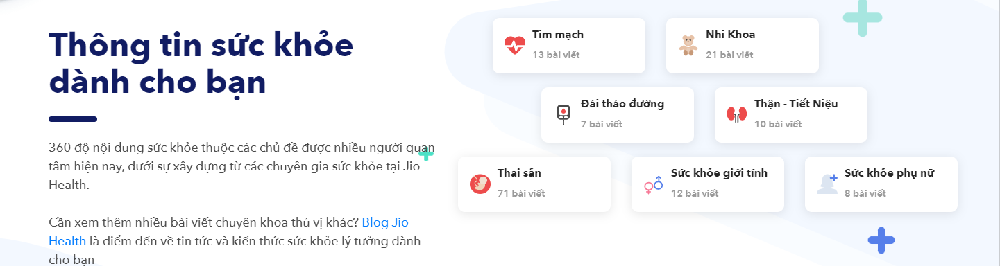 Thông tin sức khỏe
dành cho bạn
360 độ nội dung sức khỏe thuộc các chủ đề được nhiều người quan
tâm hiện nay, dưới sự xây dựng từ các chuyên gia sức khỏe tại Jio
Health.
Cần xem thêm nhiều bài viết chuyên khoa thú vị khác? Blog Jio
Health là điểm đến về tin tức và kiến thức sức khỏe lý tưởng dành
cho bạn
Tim mạch
13 bài viết
Nhi Khoa
21 bài viết
Đái tháo đường
7 bài viết
Thận - Tiết Niệu
10 bài viết
Thai sản
71 bài viết
Sức khỏe giới tính
12 bài viết
Sức khỏe phụ nữ
8 bài viết